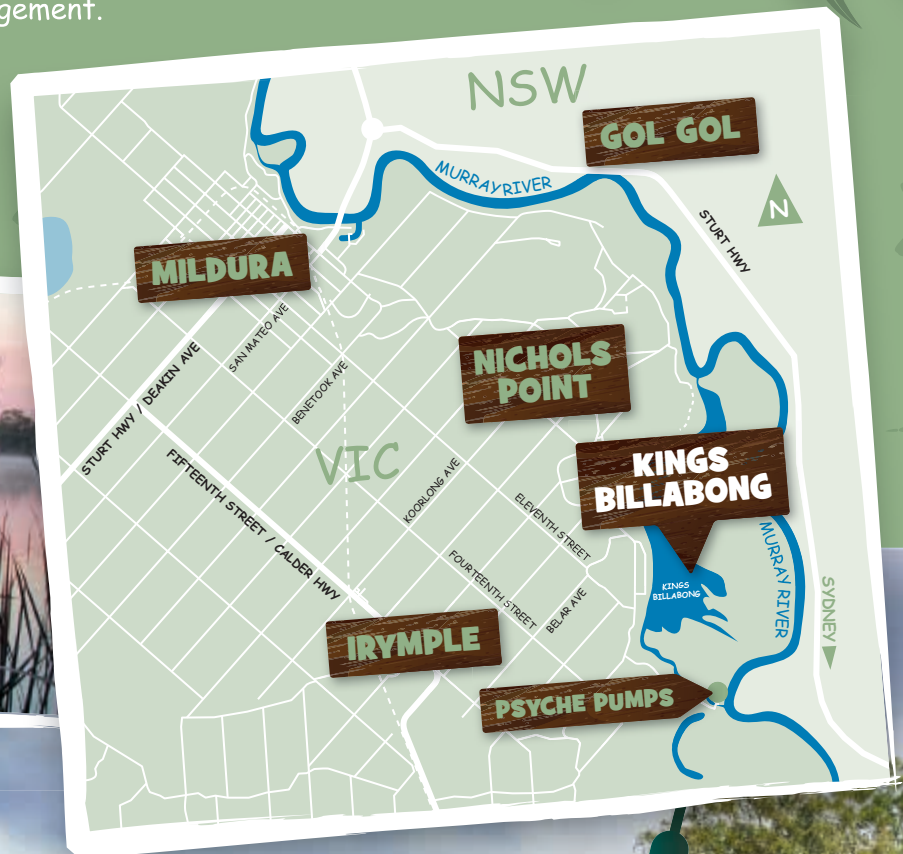 gement.
NSW
GOL GOL
MURRAY RIVER
N
STURT HWY
MILDURA
SAN MATEO AVE
STURT HWY / DEAKIN AVE
BENETOOK AVE
NICHOLS
POINT
VIC
KINGS
BILLABONG
KOORLONG AVE
FIFTEENTH STREET / CALDER HWY
ELEVENTH STREET
MURRAY RIVER
FOURTEENTH STREET
BELAR AVE
KINGS
BILLABONG
SYDNEY
IRYMPLE
PSYCHE PUMPS